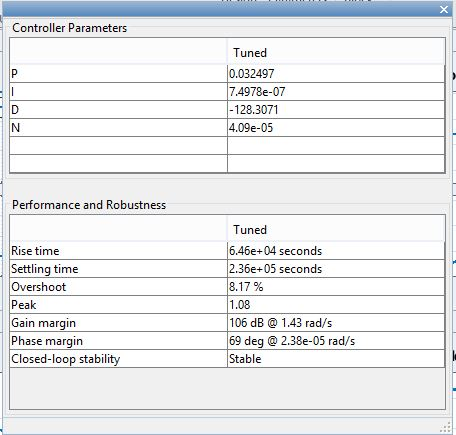 Controller Parameters
Tuned
P 0.032497
I 7.4978e-07
D -128.3071
N 4.09e-05
Performance and Robustness
Tuned
Rise time 6.46e+04 seconds
Settling time 2.36e+05 seconds
Overshoot 8.17 %
Peak 1.08
Gain margin 106 dB @ 1.43 rad/s
Phase margin 69 deg @ 2.38e-05 rad/s
Closed-loop stability Stable